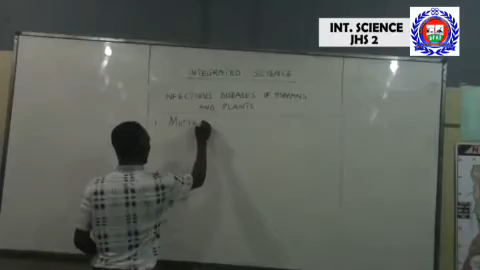 INT. SCIENCE
JHS 2
INTEGRATED SCIENCE
INFECTIOUS DISEASES OF HUMANS
AND PLANTS